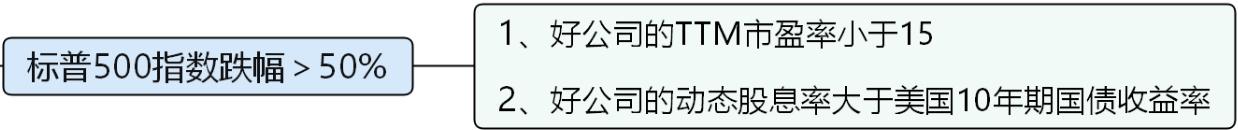 标普500指数跌幅＞50%
1、好公司的TTM市盈率小于15
2、好公司的动态股息率大于美国10年期国债收益率